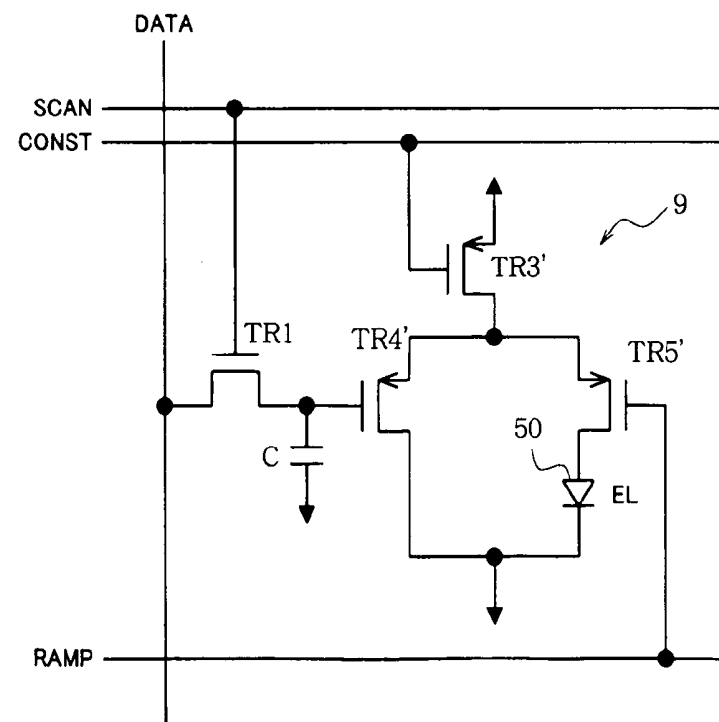 DATA
SCAN
CONST
9
TR3'
TR1
TR4'
TR5'
50
C
EL
RAMP